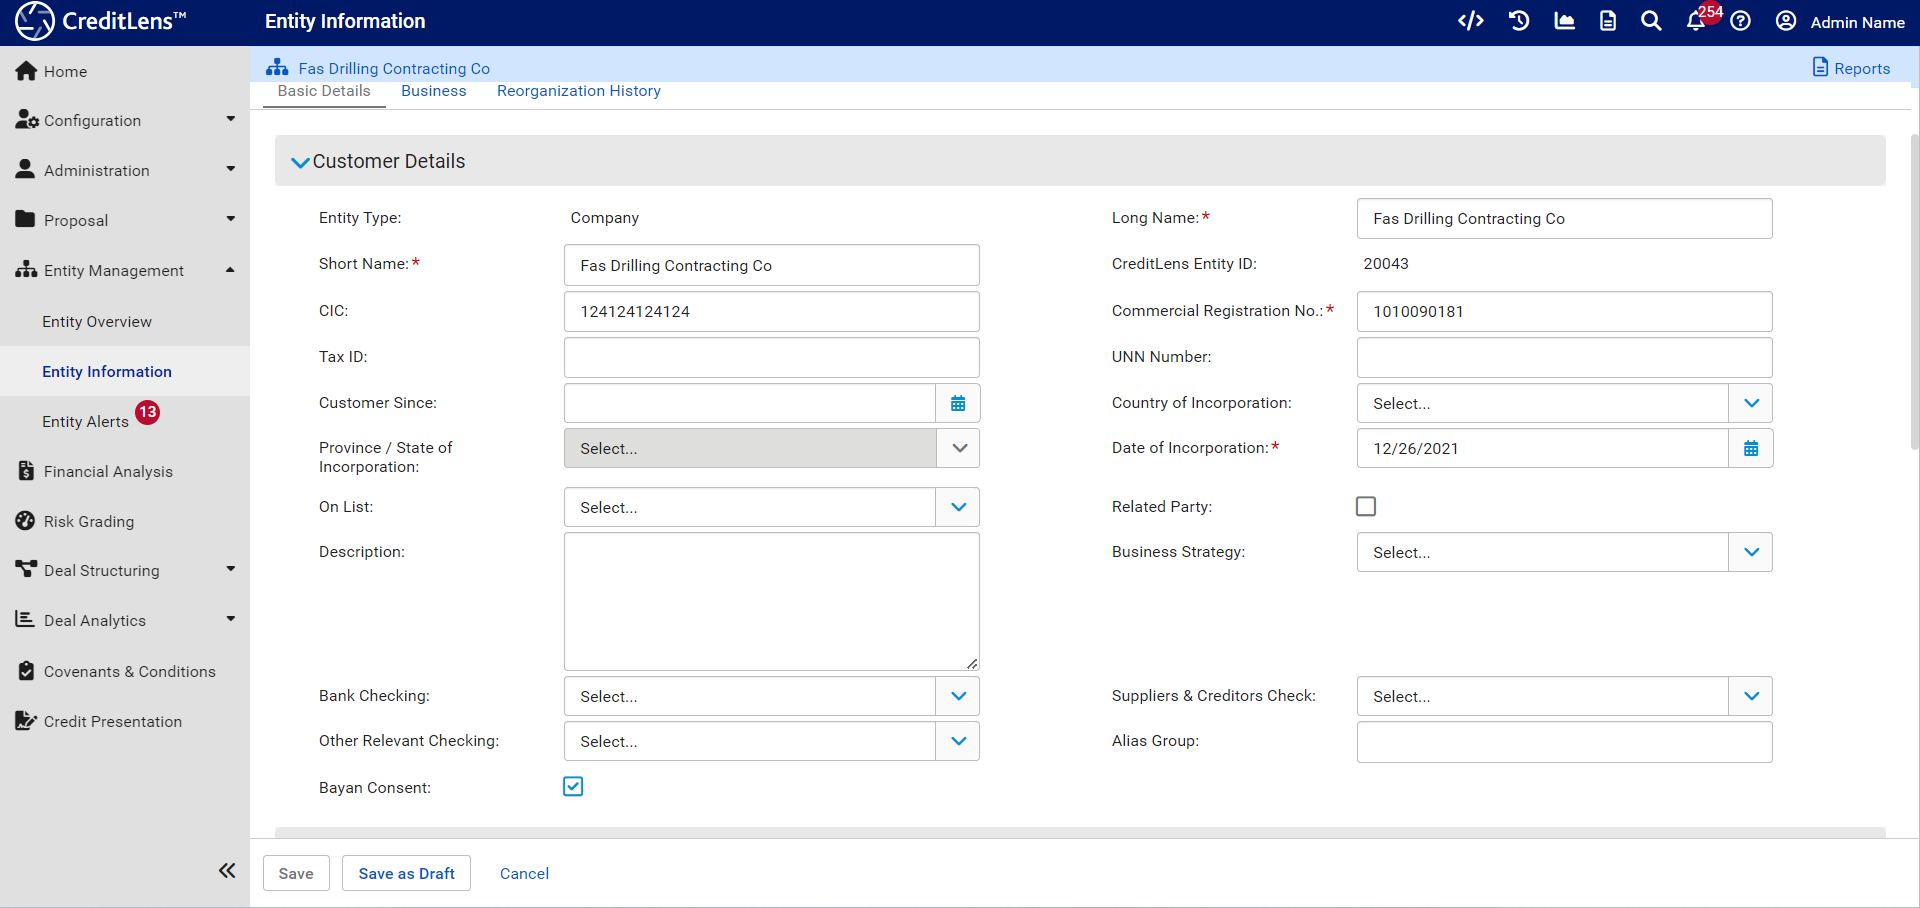 CreditLens™
Entity Information
254
Admin Name
Home
Configuration
Administration
Proposal
Entity Management
Entity Overview
Entity Information
Entity Alerts 13
Financial Analysis
Risk Grading
Deal Structuring
Deal Analytics
Covenants & Conditions
Credit Presentation
Fas Drilling Contracting Co
Reports
Basic Details Business Reorganization History
Customer Details
Entity Type: Company
Long Name:* Fas Drilling Contracting Co
Short Name:* Fas Drilling Contracting Co
CreditLens Entity ID: 20043
CIC: 124124124124
Commercial Registration No.:* 1010090181
Tax ID:
UNN Number:
Customer Since:
Country of Incorporation: Select...
Province / State of
Incorporation: Select...
Date of Incorporation:* 12/26/2021
On List: Select...
Related Party:
Description:
Business Strategy: Select...
Bank Checking: Select...
Suppliers & Creditors Check: Select...
Other Relevant Checking: Select...
Alias Group:
Bayan Consent:
Save Save as Draft Cancel